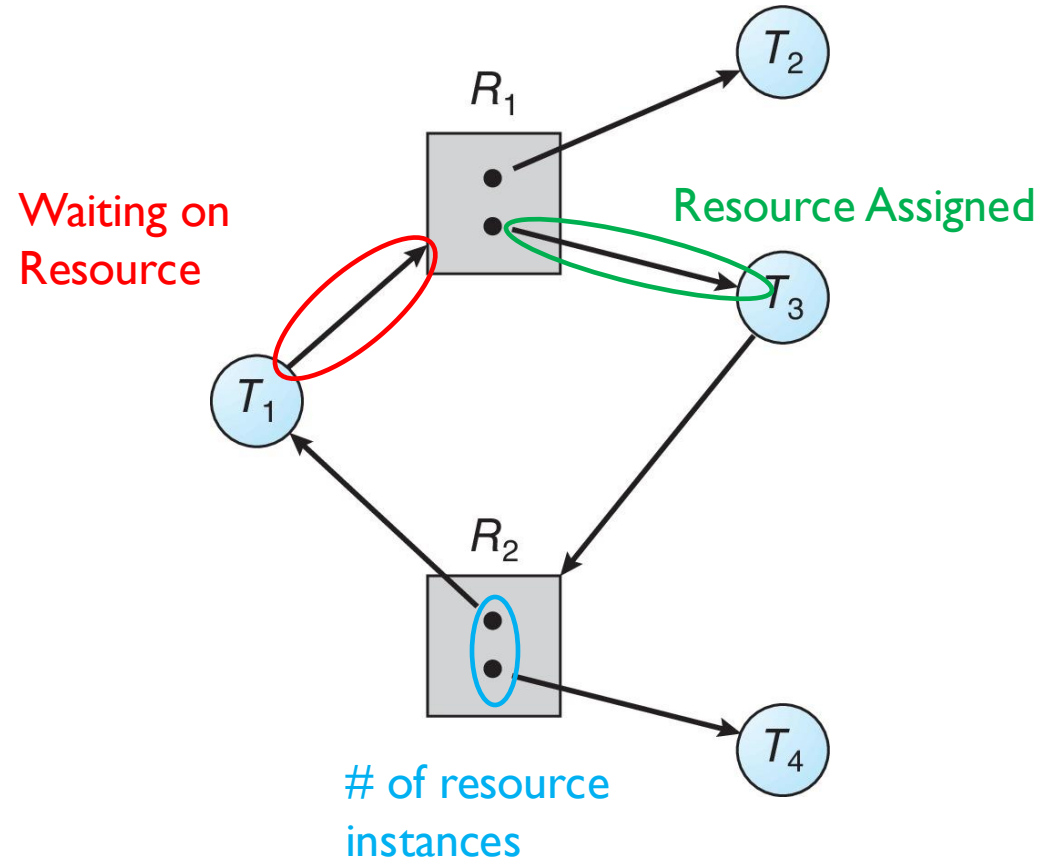 T2
R1
Waiting on
Resource
Resource Assigned
T3
T1
R2
T4
# of resource
instances